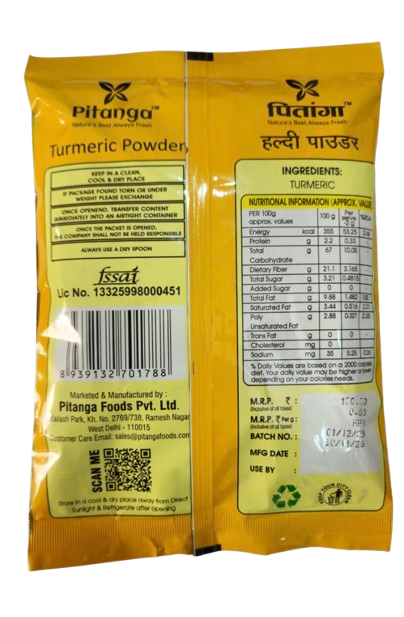 Pitanga™
Nature's Best Always Fresh
Turmeric Powder
KEEP IN A CLEAN,
COOL & DRY PLACE
IF PACKAGE FOUND TORN OR UNDER
WEIGHT PLEASE EXCHANGE
ONCE OPENEND, TRANSFER CONTENT
IMMEDIATELY INTO AN AIRTIGHT CONTAINER
ONCE THE PACKET IS OPENED,
THE COMPANY SHALL NOT BE HELD RESPONSIBLE
ALWAYS USE A DRY SPOON
fssai
Lic No. 13325998000451
8 939132 701788
Marketed & Manufactured by :
Pitanga Foods Pvt. Ltd.
Kailash Park, Kh. No. 2769/738, Ramesh Nagar
West Delhi - 110015
Customer Care Email: sales@pitangafoods.com
SCAN ME
Store in a cool & dry place away from Direct
Sunlight & Refrigerate after opening
पितांगा™
Nature's Best Always Fresh
हल्दी पाउडर
INGREDIENTS:
TURMERIC
NUTRITIONAL INFORMATION (APPROX. VALUE
PER 100g approx. values 100 g
Energy kcal 355 53.25
Protein g 2.2 0.33
Total g 67 10.05
Carbohydrate
Dietary Fiber g 21.1 3.165
Total Sugar g 3.21 0.4815
Added Sugar g 0 0
Total Fat g 9.88 1.482
Saturated Fat g 3.44 0.516
Poly g 2.88
Unsaturated Fat
Trans Fat g 0 0 -
Cholesterol mg 0 0 -
Sodium mg 35 5.25
% Daily Values are based on a 2000 calorie
diet. Your daily value may be higher or lower
depending on your calories needs.
M.R.P. ₹ :
(Inclusive of all taxes)
M.R.P. ₹ Per g :
(Inclusive of all taxes)
BATCH NO. :
MFG DATE :
USE BY :
KEEP YOUR CITY CLEAN